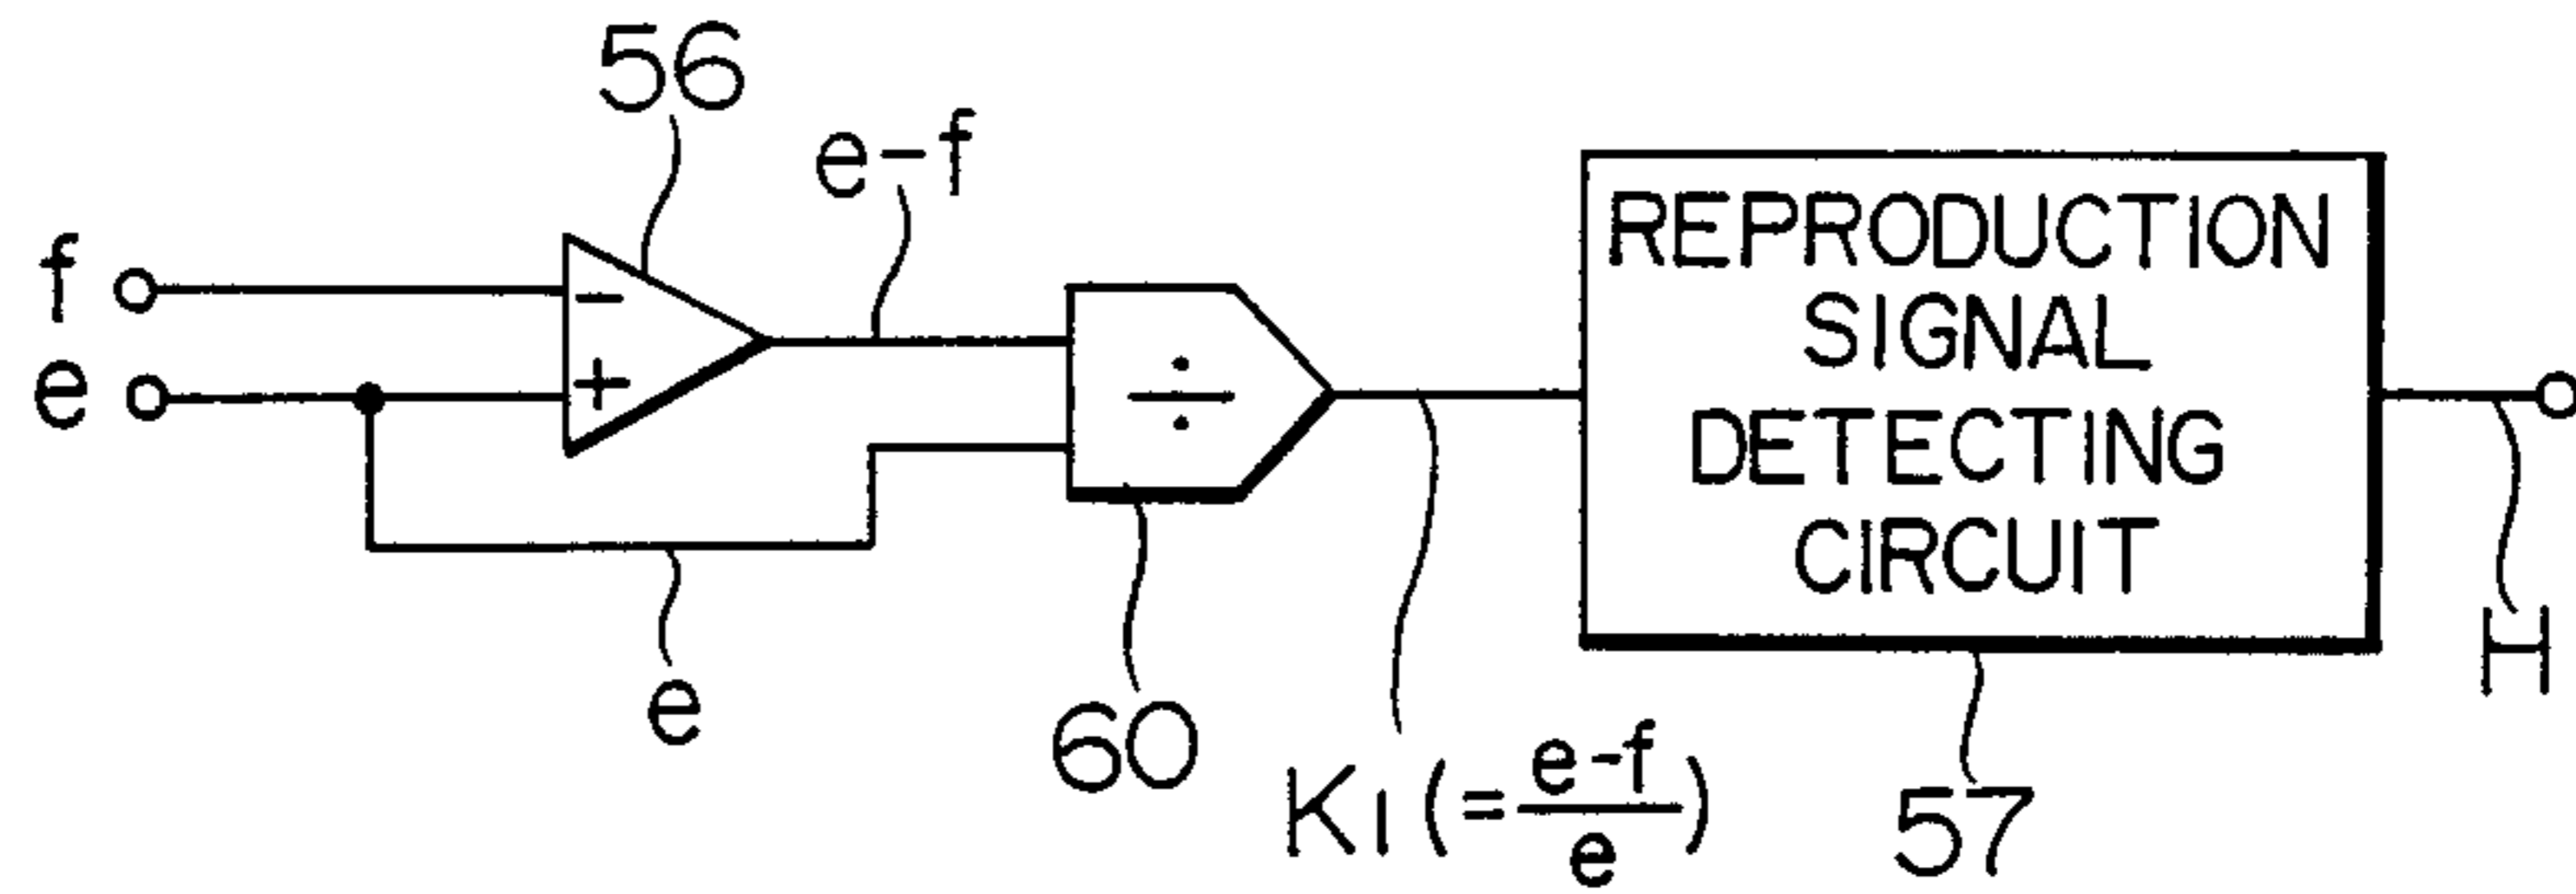 56
e-f
f
-
e
+
÷
REPRODUCTION
SIGNAL
DETECTING
CIRCUIT
e
60
K1 (= e-f / e )
57
H